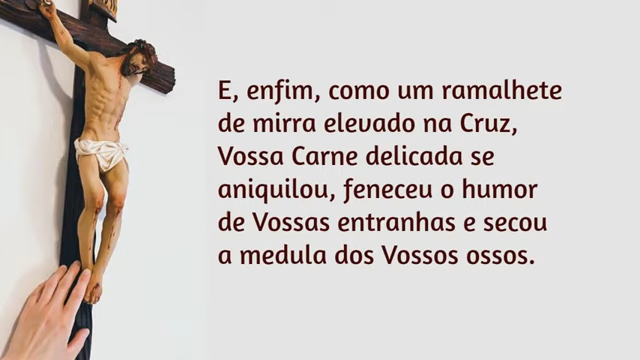 E, enfim, como um ramalhete
de mirra elevado na Cruz,
Vossa Carne delicada se
aniquilou, feneceu o humor
de Vossas entranhas e secou
a medula dos Vossos ossos.